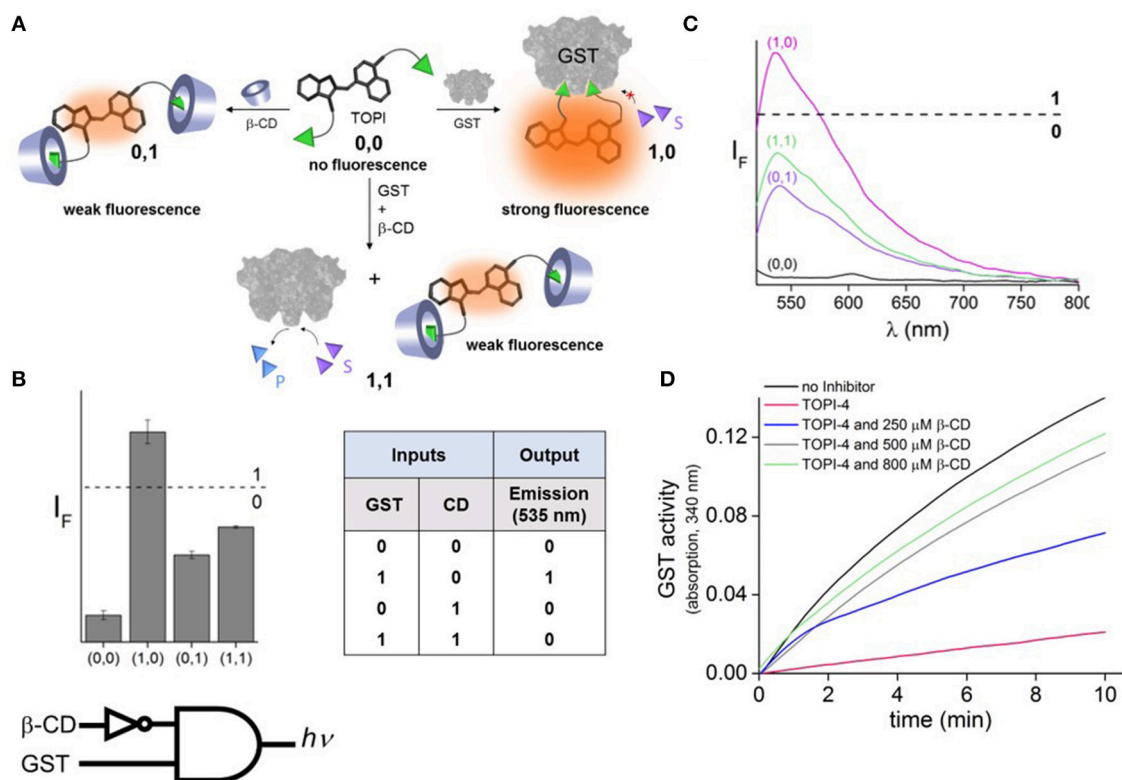 A
β-CD
0,1
weak fluorescence
TOPI
0,0
no fluorescence
GST
GST
S
1,0
strong fluorescence
GST
+
β-CD
+
P
S
1,1
weak fluorescence
C
I_F
(1,0)
(1,1)
(0,1)
(0,0)
1
0
550 600 650 700 750 800
λ (nm)
B
I_F
1
0
(0,0) (1,0) (0,1) (1,1)
Inputs Output
GST CD Emission
(535 nm)
0 0 0
1 0 1
0 1 0
1 1 0
β-CD
GST
hν
D
no Inhibitor
TOPI-4
TOPI-4 and 250 μM β-CD
TOPI-4 and 500 μM β-CD
TOPI-4 and 800 μM β-CD
GST activity
(absorption, 340 nm)
0.12
0.08
0.04
0.00
0 2 4 6 8 10
time (min)